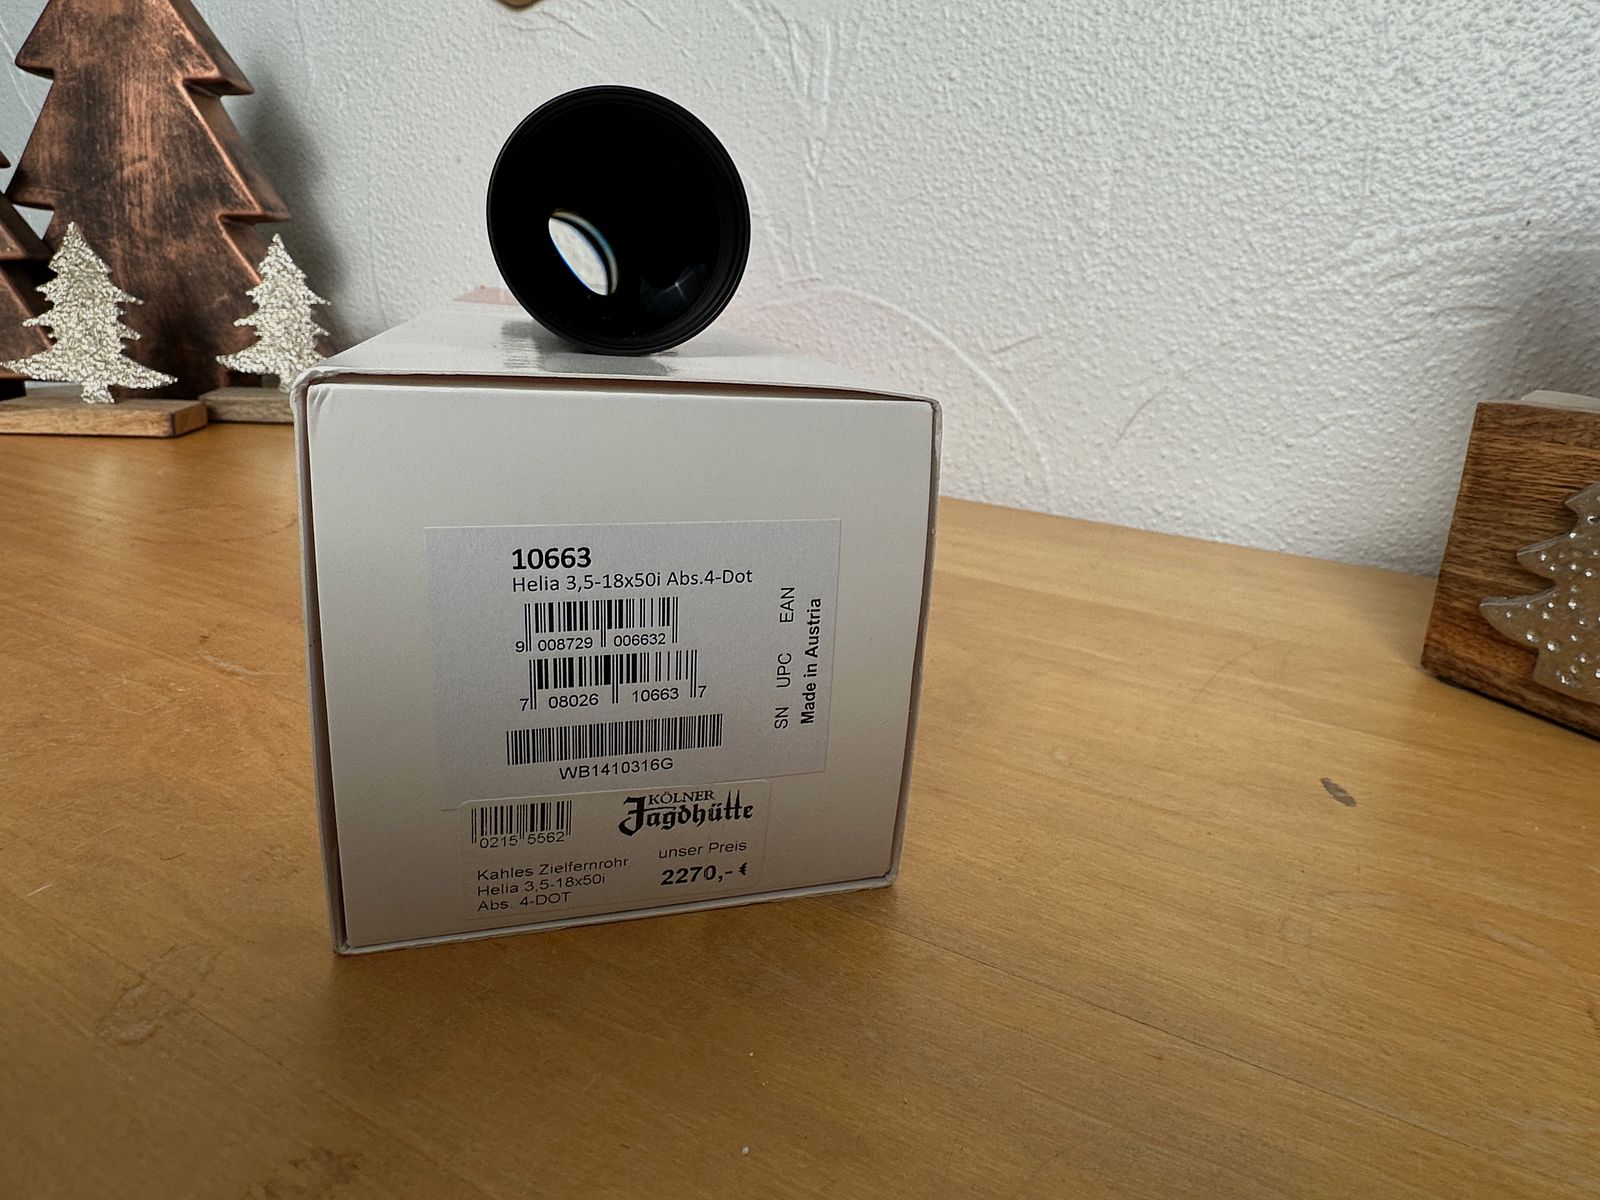 10663
Helia 3,5-18x50i Abs.4-Dot
9 008729 006632
7 08026 10663 7
WB1410316G
SN UPC EAN
Made in Austria
KÖLNER
Jagdhütte
0215 5562
unser Preis
2270,- €
Kahles Zielfernrohr
Helia 3,5-18x50i
Abs. 4-DOT